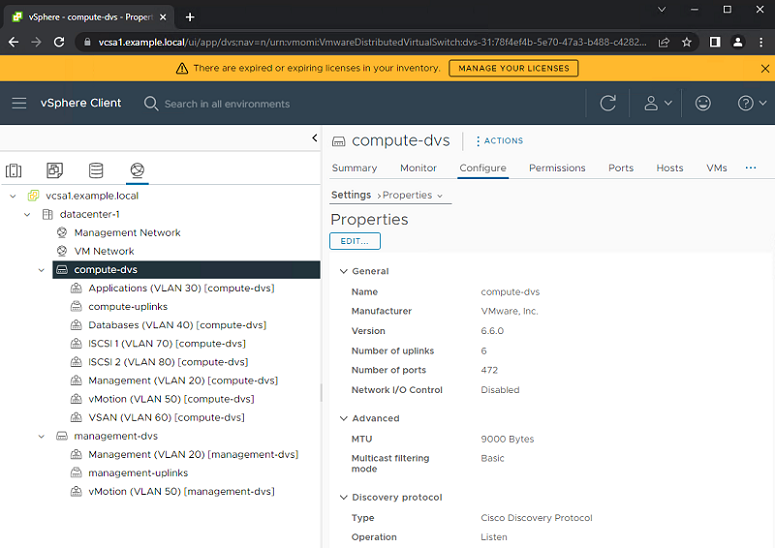 vSphere - compute-dvs - Propert
vcsa1.example.local/ui/app/dvs;nav=n/urn:vmomi:VmwareDistributedVirtualSwitch:dvs-31:78f4ef4b-5e70-47a3-b488-c4282...
There are expired or expiring licenses in your inventory. MANAGE YOUR LICENSES
vSphere Client Search in all environments
compute-dvs ACTIONS
Summary Monitor Configure Permissions Ports Hosts VMs ...
vcsa1.example.local
datacenter-1
Management Network
VM Network
compute-dvs
Applications (VLAN 30) [compute-dvs]
compute-uplinks
Databases (VLAN 40) [compute-dvs]
ISCSI 1 (VLAN 70) [compute-dvs]
ISCSI 2 (VLAN 80) [compute-dvs]
Management (VLAN 20) [compute-dvs]
vMotion (VLAN 50) [compute-dvs]
VSAN (VLAN 60) [compute-dvs]
management-dvs
Management (VLAN 20) [management-dvs]
management-uplinks
vMotion (VLAN 50) [management-dvs]
Settings > Properties
Properties
EDIT...
General
Name compute-dvs
Manufacturer VMware, Inc.
Version 6.6.0
Number of uplinks 6
Number of ports 472
Network I/O Control Disabled
Advanced
MTU 9000 Bytes
Multicast filtering mode Basic
Discovery protocol
Type Cisco Discovery Protocol
Operation Listen